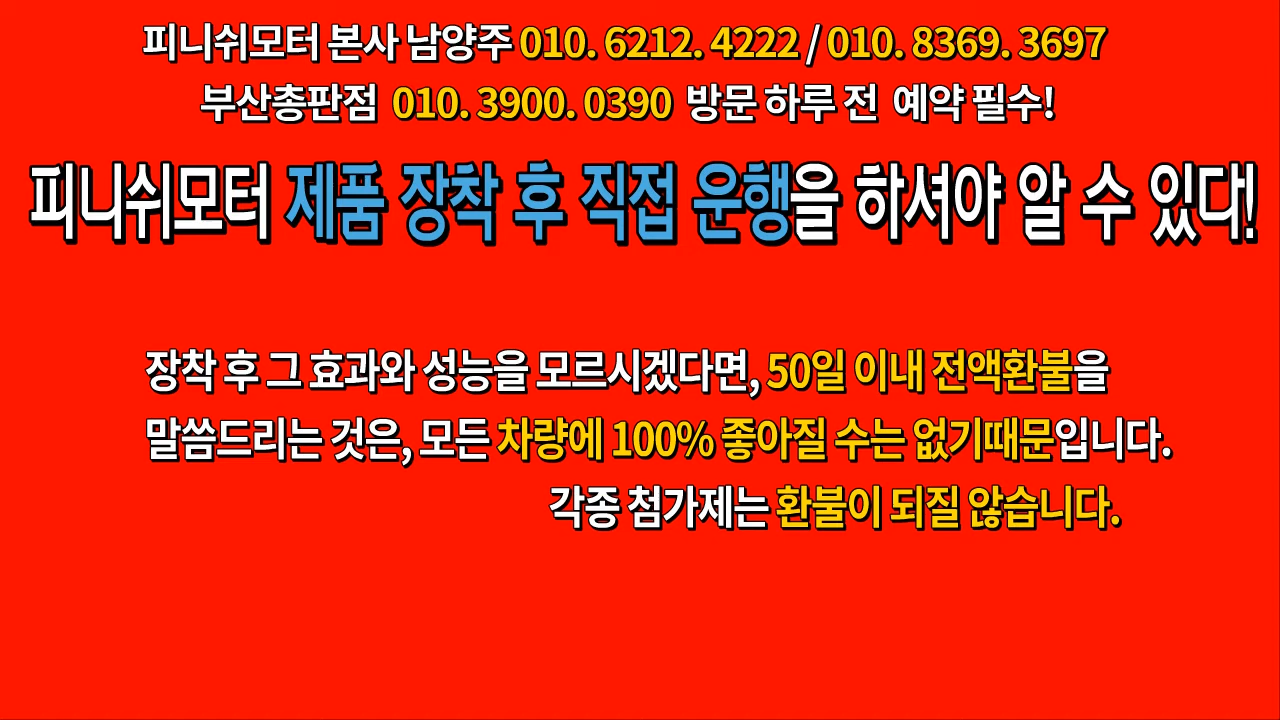 피니쉬모터 본사 남양주 010. 6212. 4222 / 010. 8369. 3697
부산총판점 010. 3900. 0390 방문 하루 전 예약 필수!
피니쉬모터 제품 장착 후 직접 운행을 하셔야 알 수 있다!
장착 후 그 효과와 성능을 모르시겠다면, 50일 이내 전액환불을
말씀드리는 것은, 모든 차량에 100% 좋아질 수는 없기때문입니다.
각종 첨가제는 환불이 되질 않습니다.